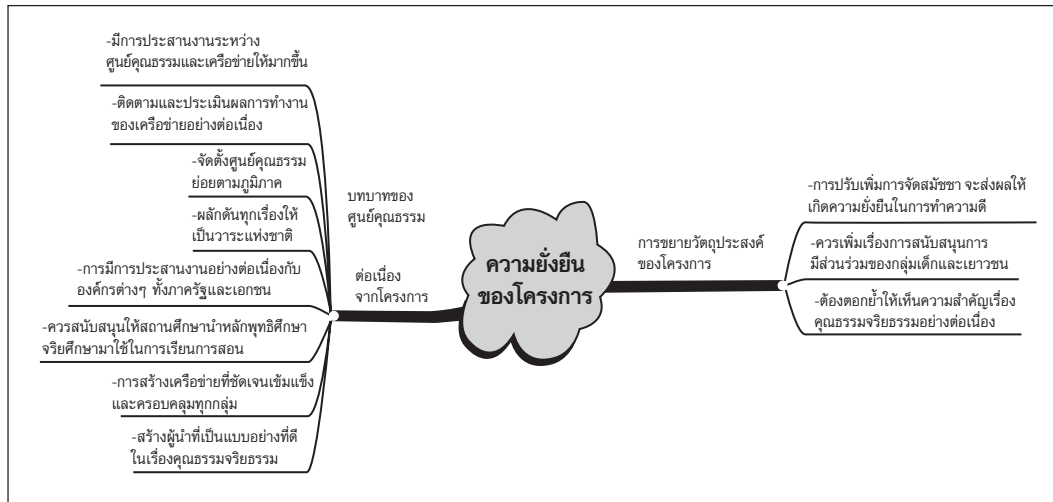 -มีการประสานงานระหว่าง
ศูนย์คุณธรรมและเครือข่ายให้มากขึ้น
-ติดตามและประเมินผลการทำงาน
ของเครือข่ายอย่างต่อเนื่อง
-จัดตั้งศูนย์คุณธรรม
ย่อยตามภูมิภาค
-ผลักดันทุกเรื่องให้
เป็นวาระแห่งชาติ
-การมีการประสานงานอย่างต่อเนื่องกับ
องค์กรต่างๆ ทั้งภาครัฐและเอกชน
-ควรสนับสนุนให้สถานศึกษานำหลักพุทธิศึกษา
จริยศึกษามาใช้ในการเรียนการสอน
-การสร้างเครือข่ายที่ชัดเจนเข้มแข็ง
และครอบคลุมทุกกลุ่ม
-สร้างผู้นำที่เป็นแบบอย่างที่ดี
ในเรื่องคุณธรรมจริยธรรม
บทบาทของ
ศูนย์คุณธรรม
ต่อเนื่อง
จากโครงการ
ความยั่งยืน
ของโครงการ
การขยายวัตถุประสงค์
ของโครงการ
-การปรับเพิ่มการจัดสมัชชา จะส่งผลให้
เกิดความยั่งยืนในการทำความดี
-ควรเพิ่มเรื่องการสนับสนุนการ
มีส่วนร่วมของกลุ่มเด็กและเยาวชน
-ต้องตอกย้ำให้เห็นความสำคัญเรื่อง
คุณธรรมจริยธรรมอย่างต่อเนื่อง